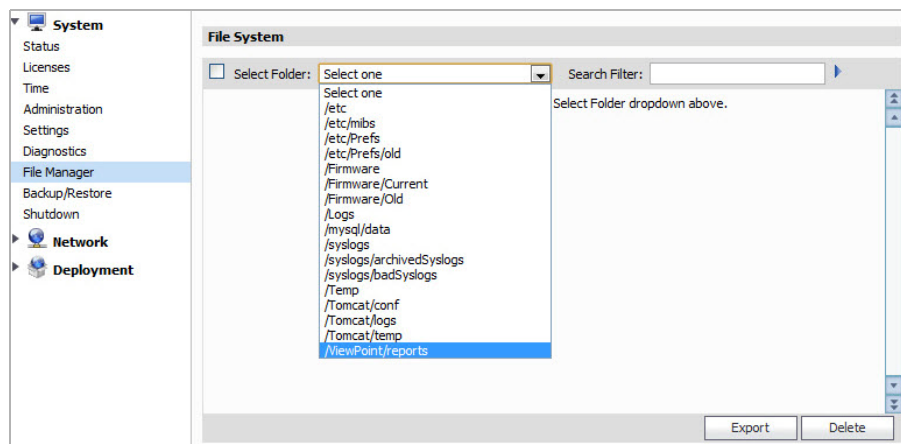 System
Status
Licenses
Time
Administration
Settings
Diagnostics
File Manager
Backup/Restore
Shutdown
Network
Deployment
File System
Select Folder: Select one Search Filter:
Select one
/etc
/etc/mibs
/etc/Prefs
/etc/Prefs/old
/Firmware
/Firmware/Current
/Firmware/Old
/Logs
/mysql/data
/syslogs
/syslogs/archivedSyslogs
/syslogs/badSyslogs
/Temp
/Tomcat/conf
/Tomcat/logs
/Tomcat/temp
/ViewPoint/reports
Select Folder dropdown above.
Export Delete